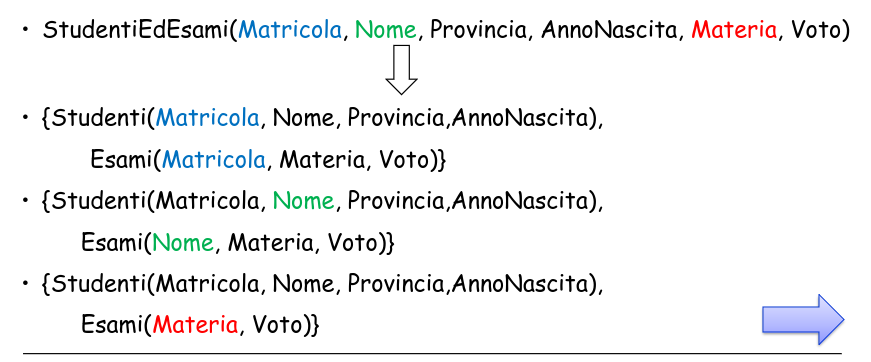 • StudentiEdEsami(Matricola, Nome, Provincia, AnnoNascita, Materia, Voto)
• {Studenti(Matricola, Nome, Provincia,AnnoNascita),
Esami(Matricola, Materia, Voto)}
• {Studenti(Matricola, Nome, Provincia,AnnoNascita),
Esami(Nome, Materia, Voto)}
• {Studenti(Matricola, Nome, Provincia,AnnoNascita),
Esami(Materia, Voto)}